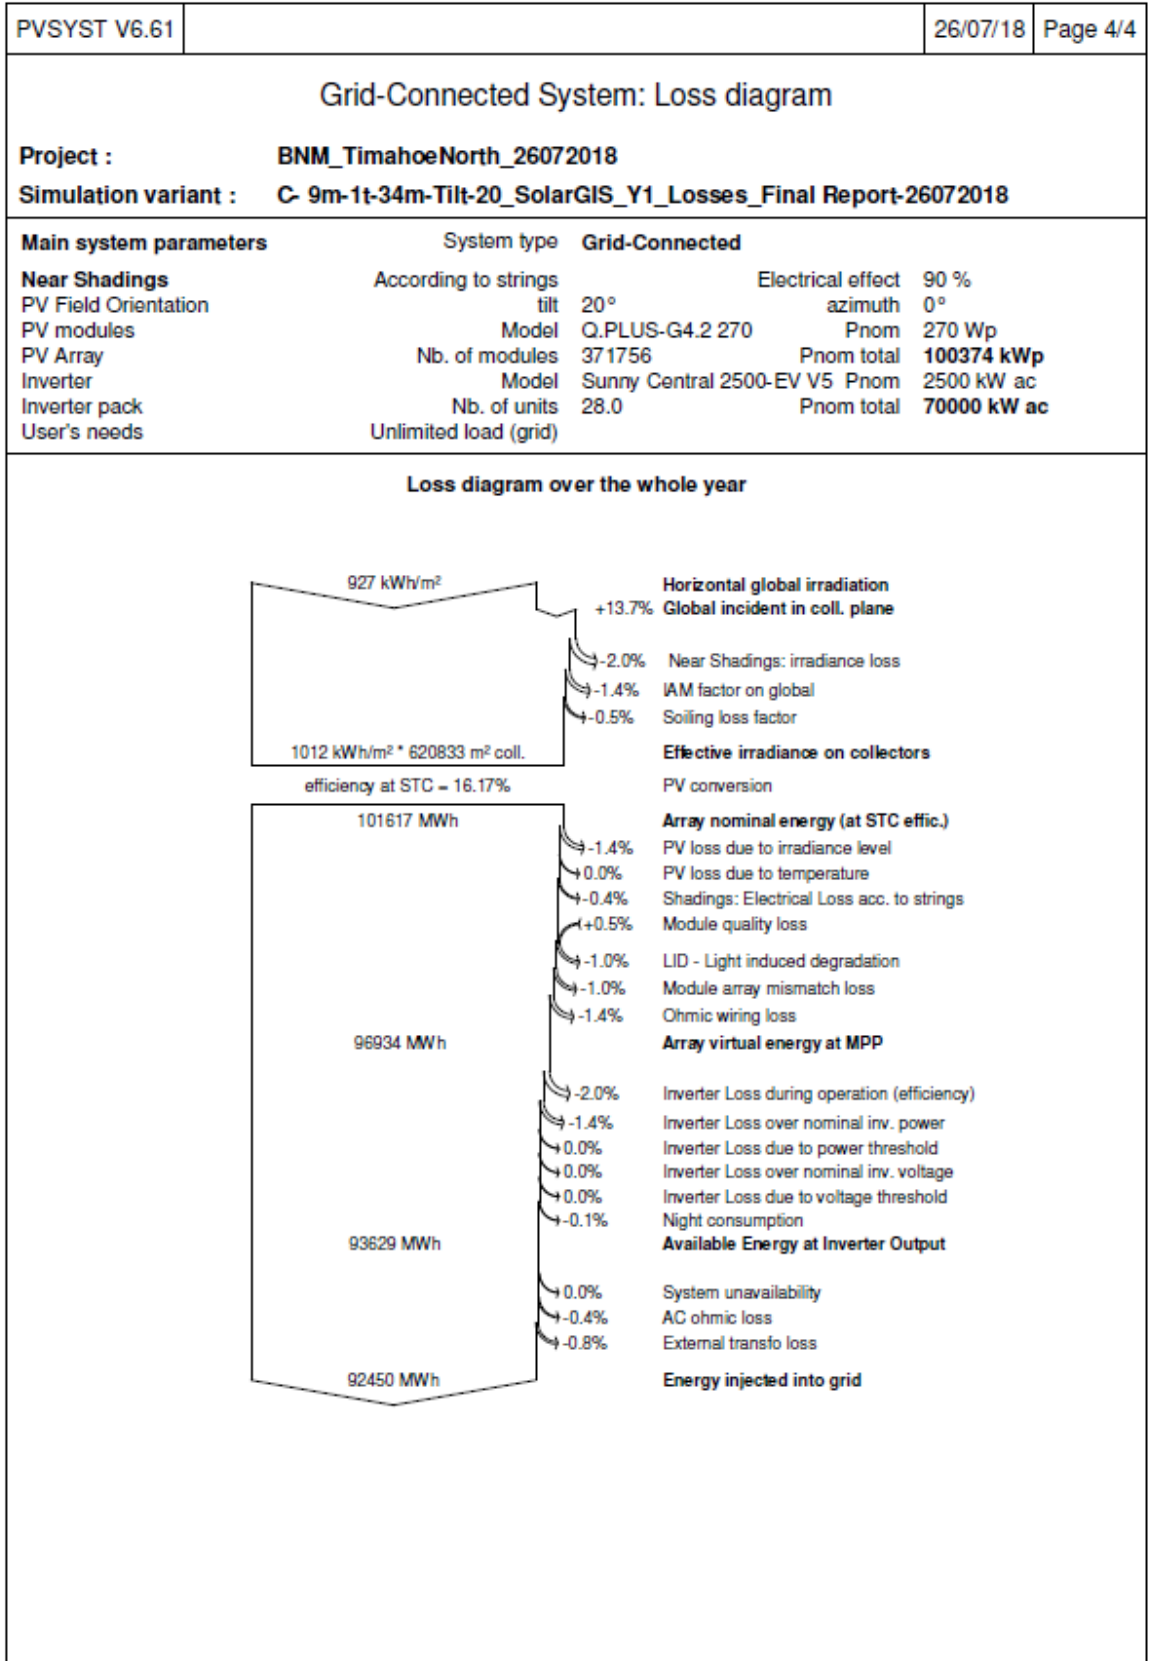 PVSYST V6.61 26/07/18 Page 4/4
Grid-Connected System: Loss diagram
Project : BNM_TimahoeNorth_26072018
Simulation variant : C- 9m-1t-34m-Tilt-20_SolarGIS_Y1_Losses_Final Report-26072018
Main system parameters System type Grid-Connected
Near Shadings According to strings Electrical effect 90 %
PV Field Orientation tilt 20° azimuth 0°
PV modules Model Q.PLUS-G4.2 270 Pnom 270 Wp
PV Array Nb. of modules 371756 Pnom total 100374 kWp
Inverter Model Sunny Central 2500-EV V5 Pnom 2500 kW ac
Inverter pack Nb. of units 28.0 Pnom total 70000 kW ac
User's needs Unlimited load (grid)
Loss diagram over the whole year
927 kWh/m² Horizontal global irradiation
+13.7% Global incident in coll. plane
-2.0% Near Shadings: irradiance loss
-1.4% IAM factor on global
-0.5% Soiling loss factor
1012 kWh/m² * 620833 m² coll. Effective irradiance on collectors
efficiency at STC = 16.17% PV conversion
101617 MWh Array nominal energy (at STC effic.)
-1.4% PV loss due to irradiance level
0.0% PV loss due to temperature
-0.4% Shadings: Electrical Loss acc. to strings
+0.5% Module quality loss
-1.0% LID - Light induced degradation
-1.0% Module array mismatch loss
-1.4% Ohmic wiring loss
96934 MWh Array virtual energy at MPP
-2.0% Inverter Loss during operation (efficiency)
-1.4% Inverter Loss over nominal inv. power
0.0% Inverter Loss due to power threshold
0.0% Inverter Loss over nominal inv. voltage
0.0% Inverter Loss due to voltage threshold
-0.1% Night consumption
93629 MWh Available Energy at Inverter Output
0.0% System unavailability
-0.4% AC ohmic loss
-0.8% External transfo loss
92450 MWh Energy injected into grid